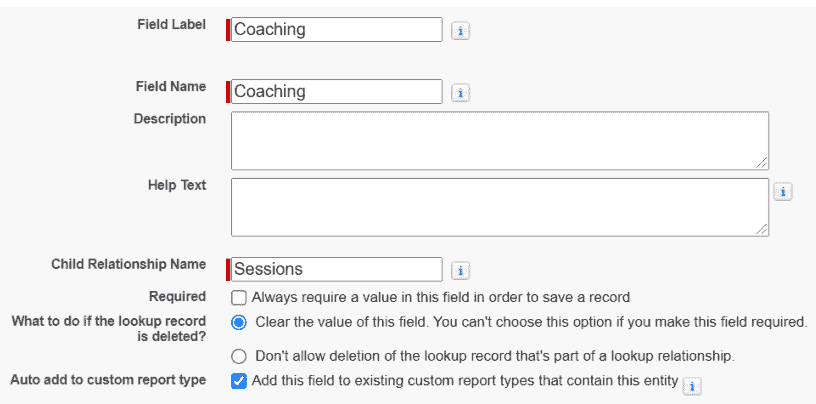 Field Label
Coaching
i
Field Name
Coaching
i
Description
Help Text
i
Child Relationship Name
Sessions
i
Required
Always require a value in this field in order to save a record
What to do if the lookup record
is deleted?
Clear the value of this field. You can't choose this option if you make this field required.
Don't allow deletion of the lookup record that's part of a lookup relationship.
Auto add to custom report type
Add this field to existing custom report types that contain this entity
i